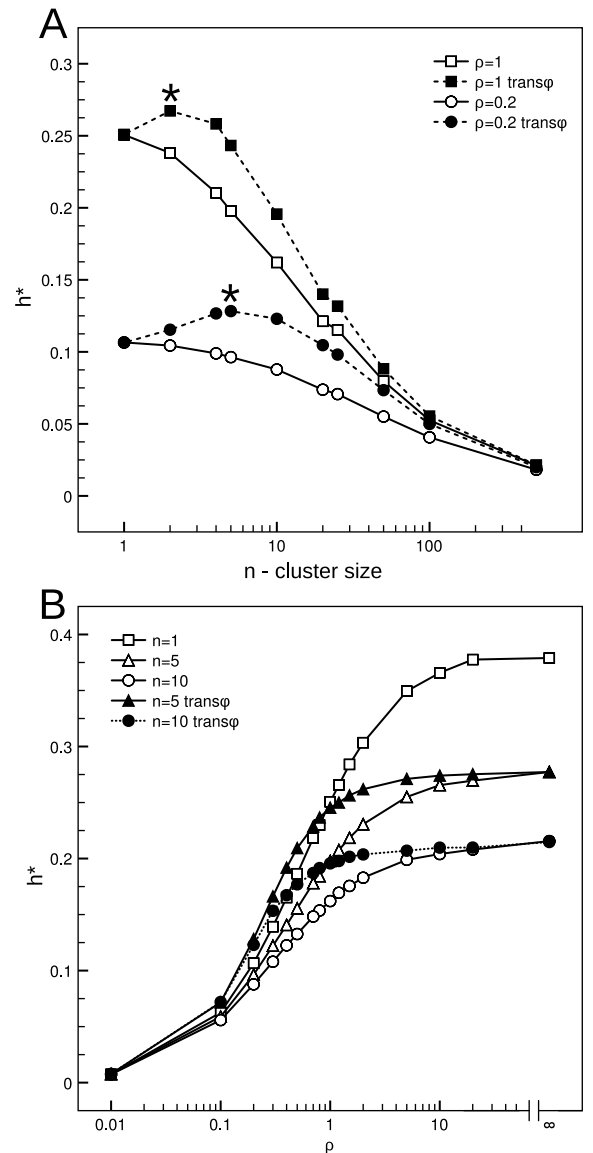 A
0.3
0.25
0.2
0.15
0.1
0.05
0
h*
*
*
ρ=1
ρ=1 transφ
ρ=0.2
ρ=0.2 transφ
1 10 100
n - cluster size
B
0.4
0.3
0.2
0.1
0
h*
n=1
n=5
n=10
n=5 transφ
n=10 transφ
0.01 0.1 1 10 ∞
ρ